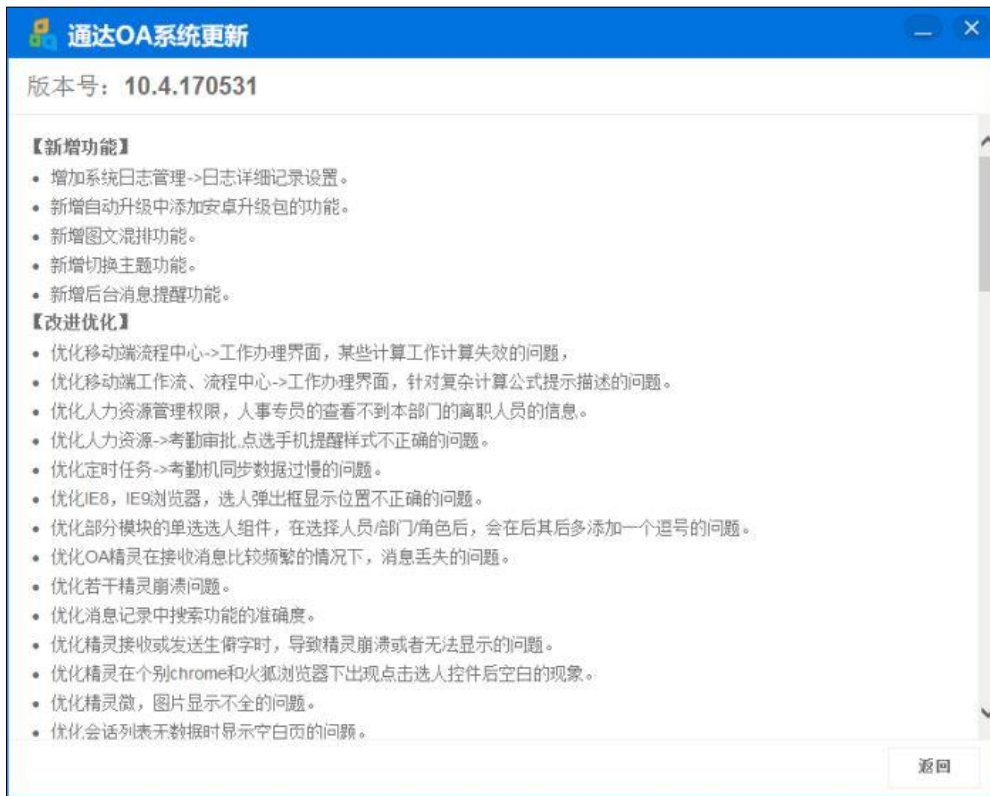 通达OA系统更新
版本号：10.4.170531
【新增功能】
• 增加系统日志管理->日志详细记录设置。
• 新增自动升级中添加安卓升级包的功能。
• 新增图文混排功能。
• 新增切换主题功能。
• 新增后台消息提醒功能。
【改进优化】
• 优化移动端流程中心->工作办理界面，某些计算工作计算失效的问题，
• 优化移动端工作流、流程中心->工作办理界面，针对复杂计算公式提示描述的问题。
• 优化人力资源管理权限，人事专员的查看不到本部门的离职人员的信息。
• 优化人力资源->考勤审批,点选手机提醒样式不正确的问题。
• 优化定时任务->考勤机同步数据过慢的问题。
• 优化IE8，IE9浏览器，选人弹出框显示位置不正确的问题。
• 优化部分模块的单选选人组件，在选择人员/部门/角色后，会在后其后多添加一个逗号的问题。
• 优化OA精灵在接收消息比较频繁的情况下，消息丢失的问题。
• 优化若干精灵崩溃问题。
• 优化消息记录中搜索功能的准确度。
• 优化精灵接收或发送生僻字时，导致精灵崩溃或者无法显示的问题。
• 优化精灵在个别chrome和火狐浏览器下出现点击选人控件后空白的现象。
• 优化精灵微，图片显示不全的问题。
• 优化会话列表无数据时显示空白页的问题。
返回